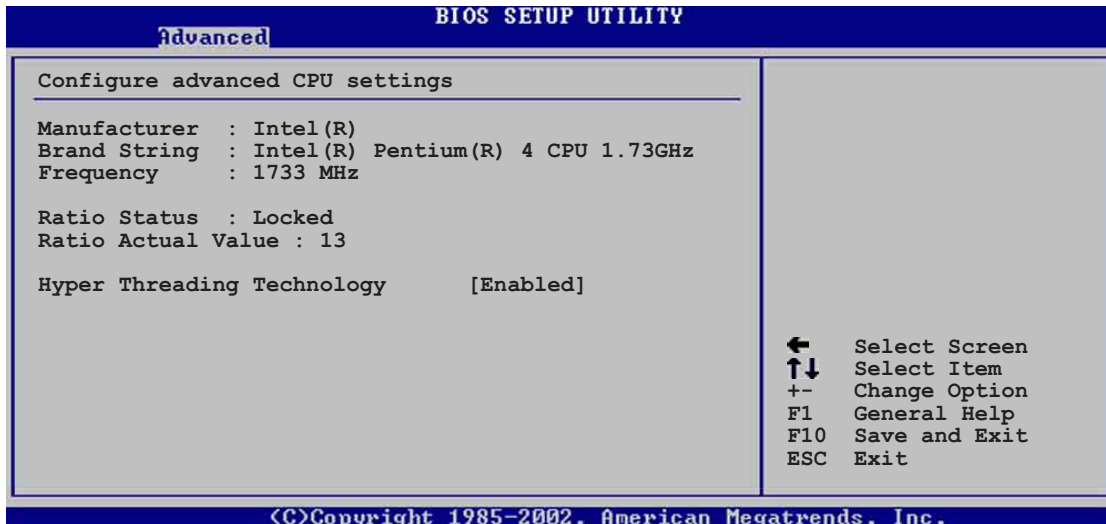 BIOS SETUP UTILITY
Advanced
Configure advanced CPU settings
Manufacturer : Intel(R)
Brand String : Intel(R) Pentium(R) 4 CPU 1.73GHz
Frequency : 1733 MHz
Ratio Status : Locked
Ratio Actual Value : 13
Hyper Threading Technology [Enabled]
← Select Screen
↑↓ Select Item
+- Change Option
F1 General Help
F10 Save and Exit
ESC Exit
(C)Copyright 1985-2002, American Megatrends, Inc.